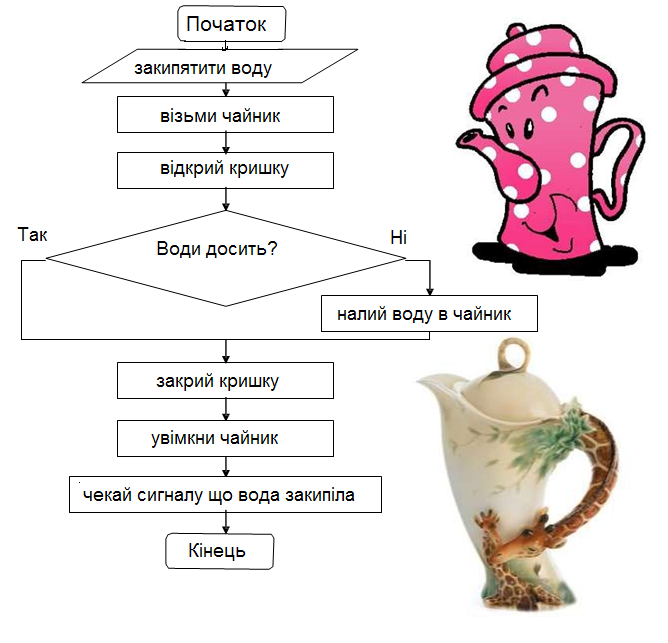 Початок
закипятити воду
візьми чайник
відкрий кришку
Води досить?
Так
Ні
налий воду в чайник
закрий кришку
увімкни чайник
чекай сигналу що вода закипіла
Кінець